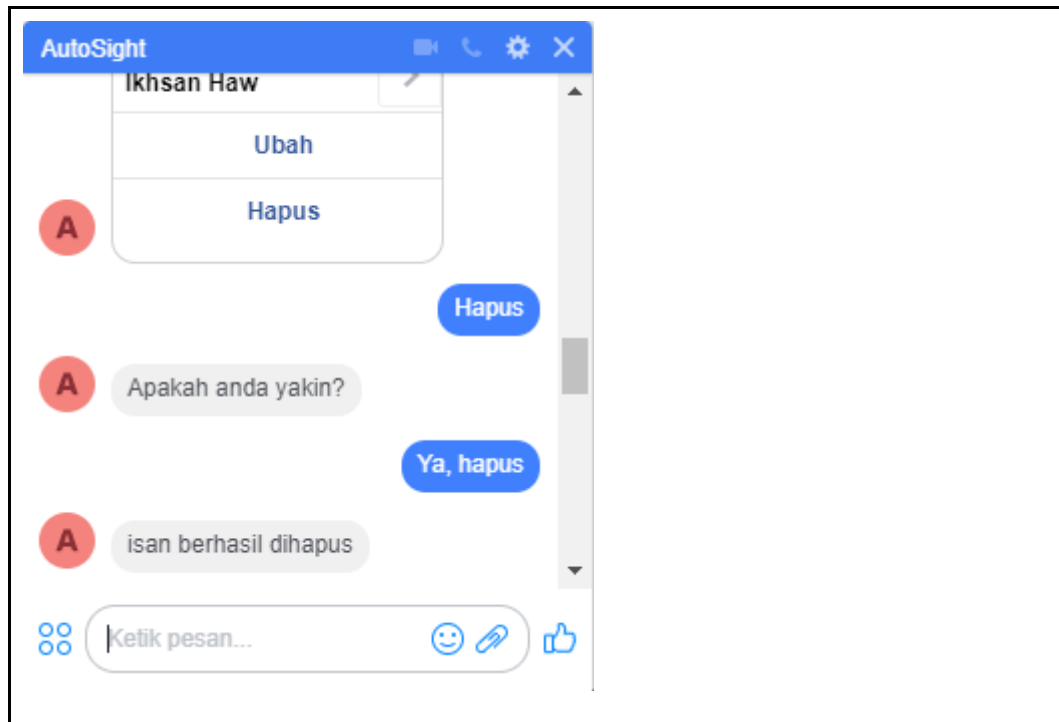 AutoSight
Ikhsan Haw
Ubah
Hapus
A
Hapus
A
Apakah anda yakin?
Ya, hapus
A
isan berhasil dihapus
Ketik pesan...